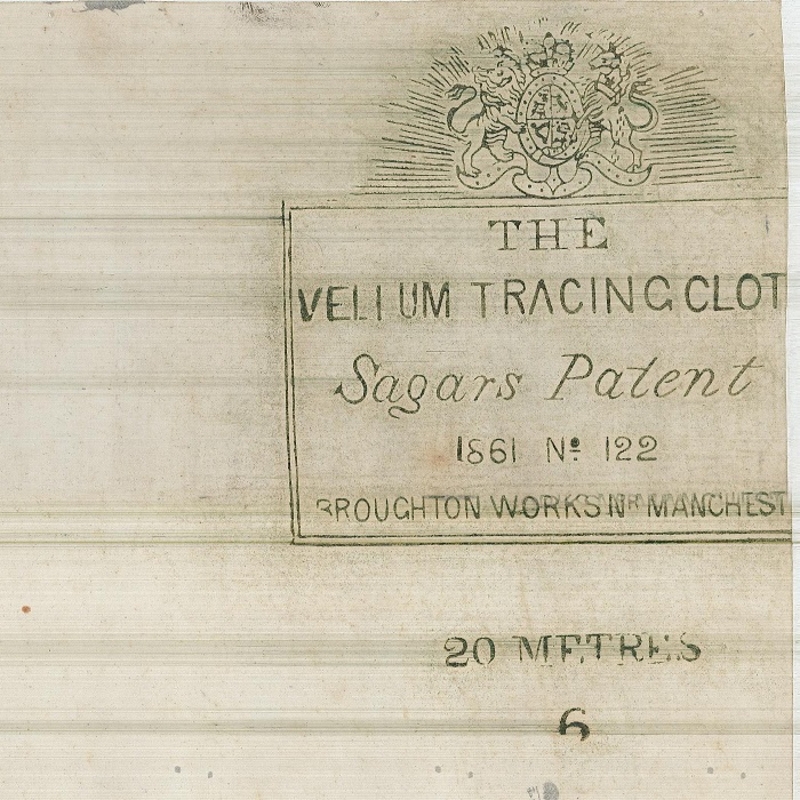 THE
VELLUM TRACING CLOT
Sagars Patent
1861 Nº 122
BROUGHTON WORKS Nr MANCHEST
20 METRES
6